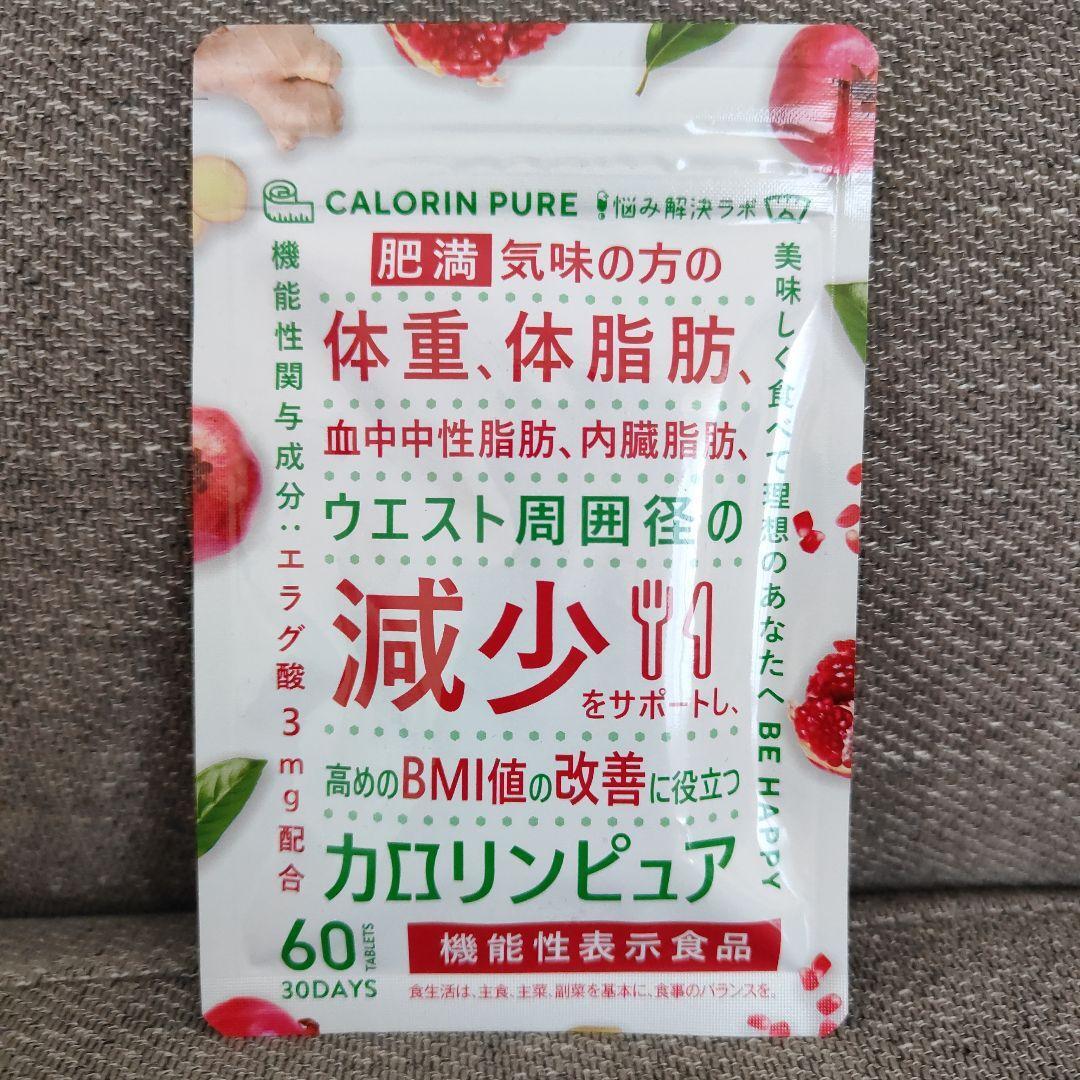 CALORIN PURE 悩み解決ラボ
肥満 気味の方の
体重、体脂肪、
血中中性脂肪、内臓脂肪、
ウエスト周囲径の
減少
をサポートし、
高めのBMI値の改善に役立つ
カロリンピュア
機能性表示食品
食生活は、主食、主菜、副菜を基本に、食事のバランスを。
機能性関与成分:エラグ酸3mg配合
60 TABLETS
30DAYS
美味しく食べて理想のあなたへ BE HAPPY